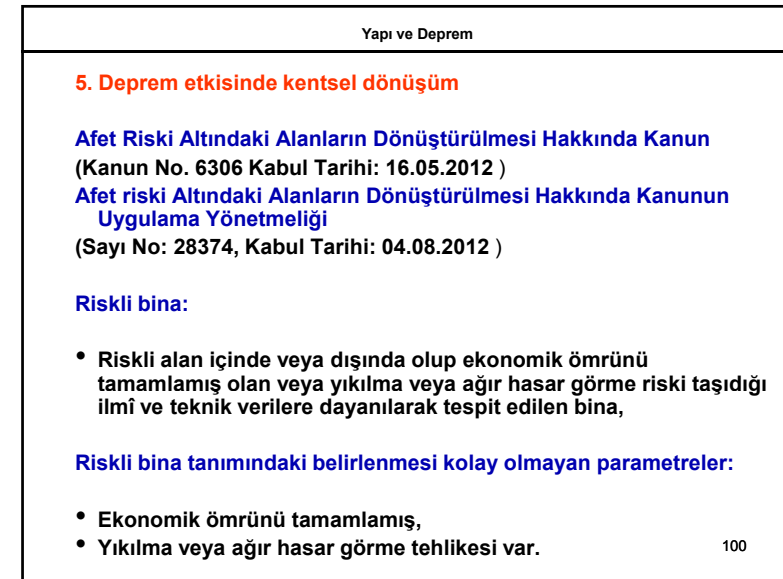 Yapı ve Deprem
5. Deprem etkisinde kentsel dönüşüm
Afet Riski Altındaki Alanların Dönüştürülmesi Hakkında Kanun
(Kanun No. 6306 Kabul Tarihi: 16.05.2012 )
Afet riski Altındaki Alanların Dönüştürülmesi Hakkında Kanunun
Uygulama Yönetmeliği
(Sayı No: 28374, Kabul Tarihi: 04.08.2012 )
Riskli bina:
• Riskli alan içinde veya dışında olup ekonomik ömrünü
tamamlamış olan veya yıkılma veya ağır hasar görme riski taşıdığı
ilmî ve teknik verilere dayanılarak tespit edilen bina,
Riskli bina tanımındaki belirlenmesi kolay olmayan parametreler:
• Ekonomik ömrünü tamamlamış,
• Yıkılma veya ağır hasar görme tehlikesi var.
100